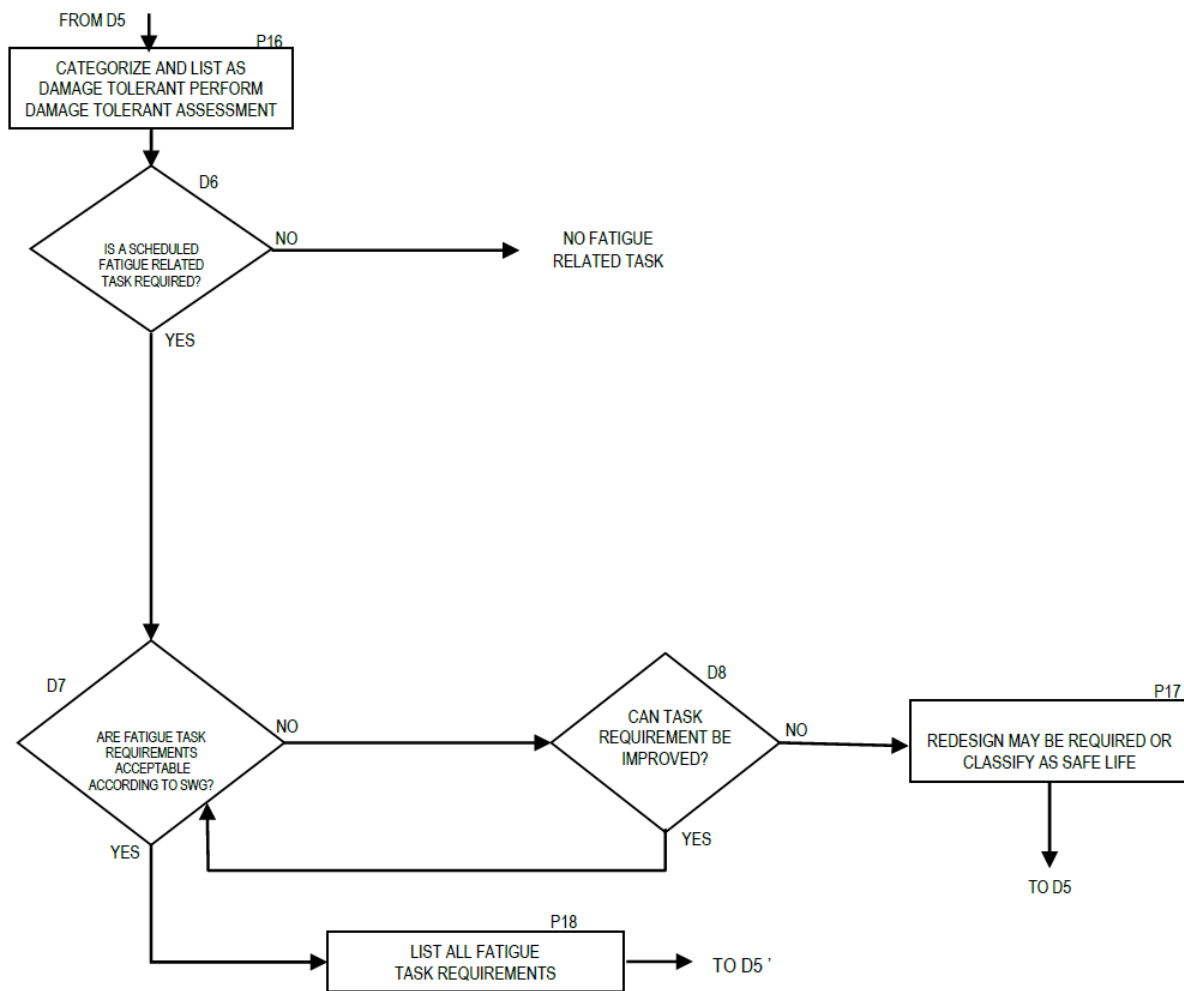 FROM D5
P16
CATEGORIZE AND LIST AS
DAMAGE TOLERANT PERFORM
DAMAGE TOLERANT ASSESSMENT
D6
IS A SCHEDULED
FATIGUE RELATED
TASK REQUIRED?
NO
NO FATIGUE
RELATED TASK
YES
D7
ARE FATIGUE TASK
REQUIREMENTS
ACCEPTABLE
ACCORDING TO SWG?
NO
D8
CAN TASK
REQUIREMENT BE
IMPROVED?
NO
P17
REDESIGN MAY BE REQUIRED OR
CLASSIFY AS SAFE LIFE
YES
YES
TO D5
P18
LIST ALL FATIGUE
TASK REQUIREMENTS
TO D5 '